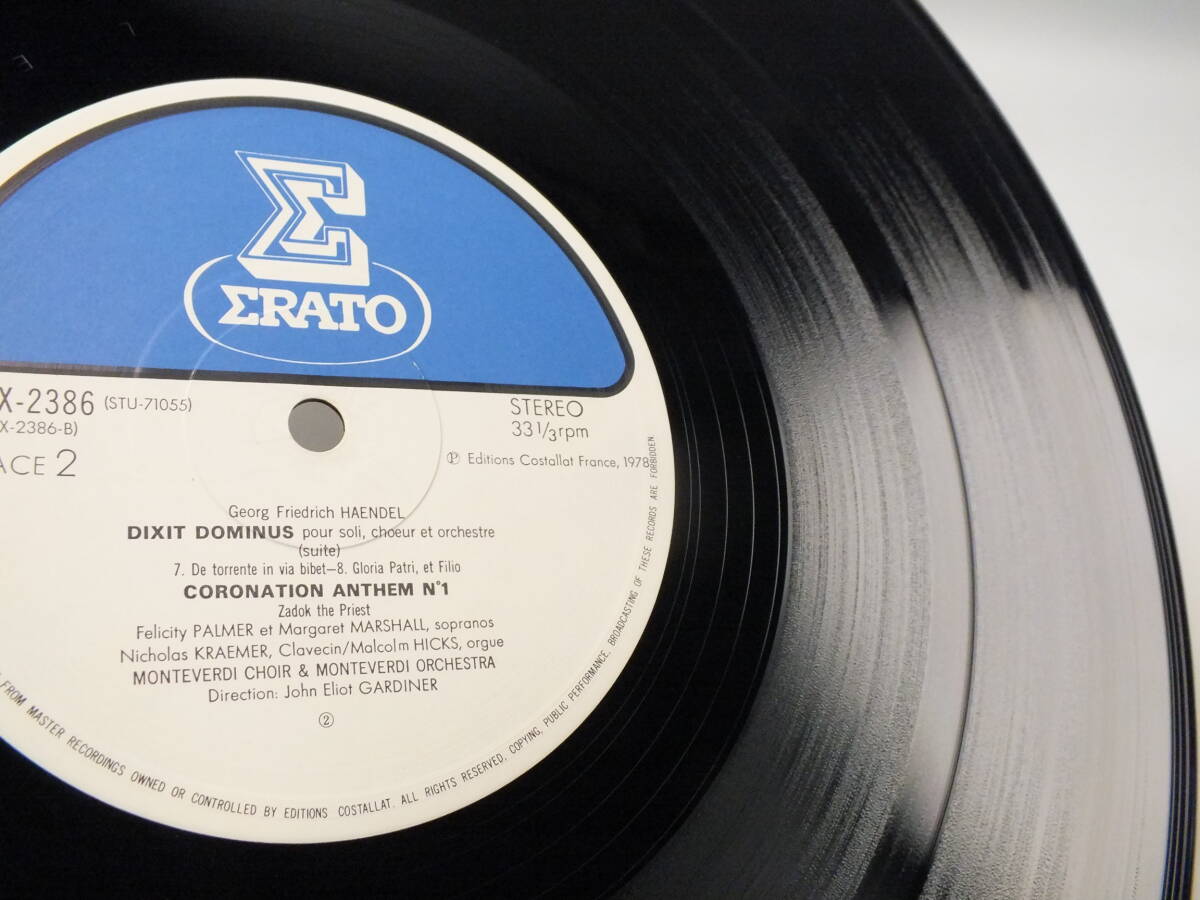 Σ
ΣRATO
X-2386 (STU-71055)
X-2386-B)
ACE 2
STEREO
33 1/3 rpm
Ⓟ Editions Costallat France, 1978
Georg Friedrich HAENDEL
DIXIT DOMINUS pour soli, choeur et orchestre
(suite)
7. De torrente in via bibet—8. Gloria Patri, et Filio
CORONATION ANTHEM N°1
Zadok the Priest
Felicity PALMER et Margaret MARSHALL, sopranos
Nicholas KRAEMER, Clavecin/Malcolm HICKS, orgue
MONTEVERDI CHOIR & MONTEVERDI ORCHESTRA
Direction: John Eliot GARDINER
②
FROM MASTER RECORDINGS OWNED OR CONTROLLED BY EDITIONS COSTALLAT. ALL RIGHTS RESERVED. COPYING, PUBLIC PERFORMANCE, BROADCASTING OF THESE RECORDS ARE FORBIDDEN.